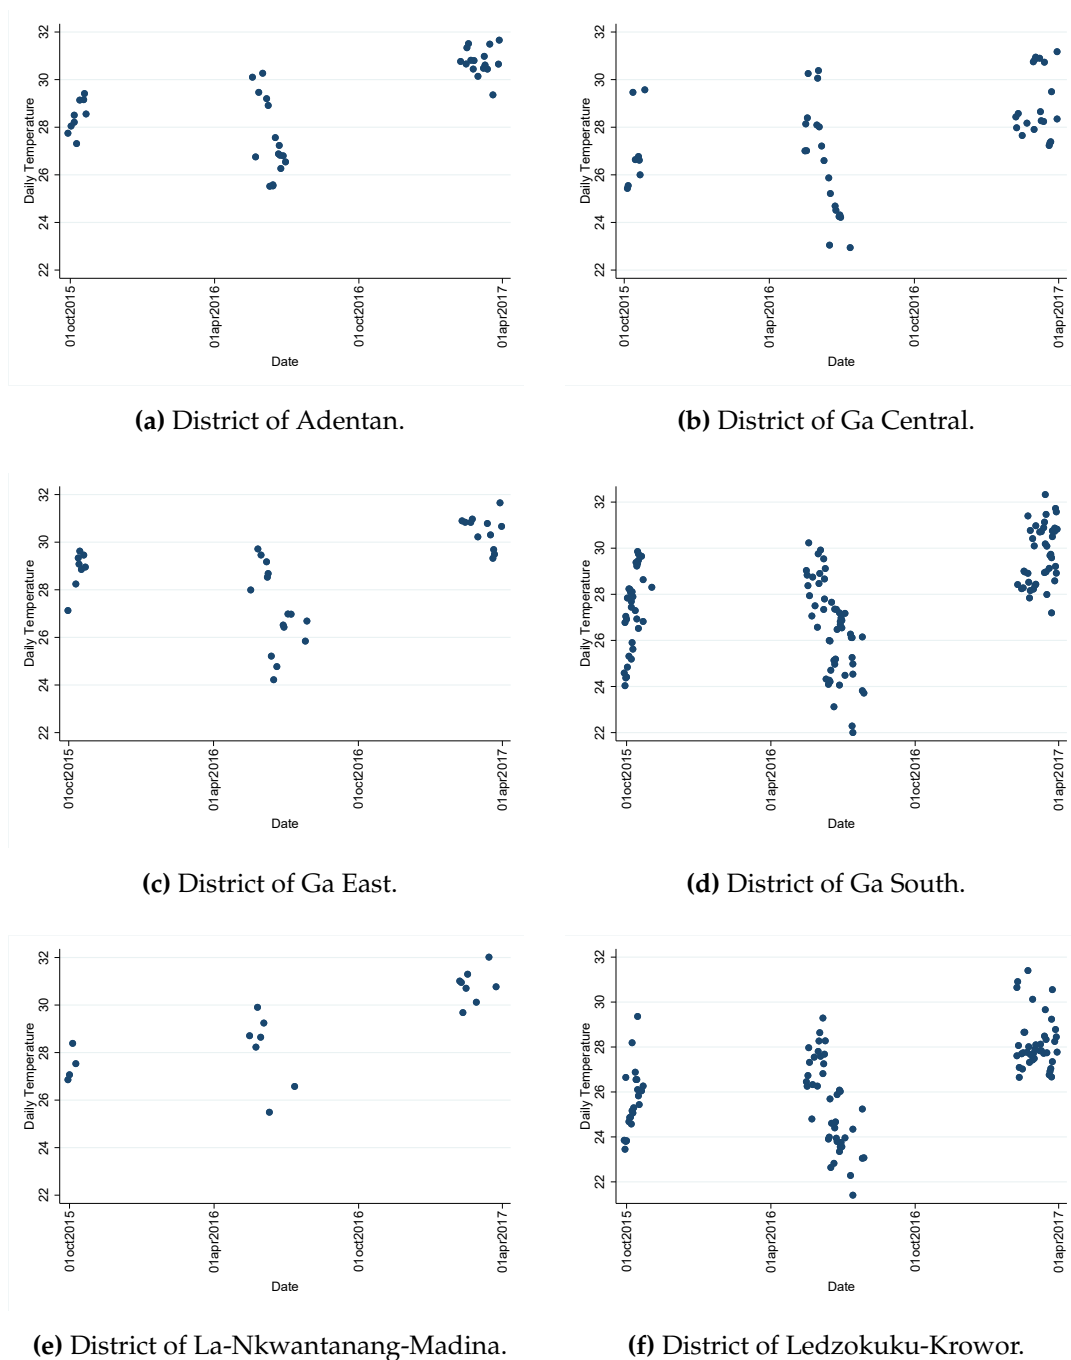 Daily Temperature
32
30
28
26
24
22
01oct2015
01apr2016
01oct2016
01apr2017
Date
(a) District of Adentan.
Daily Temperature
32
30
28
26
24
22
01oct2015
01apr2016
01oct2016
01apr2017
Date
(b) District of Ga Central.
Daily Temperature
32
30
28
26
24
22
01oct2015
01apr2016
01oct2016
01apr2017
Date
(c) District of Ga East.
Daily Temperature
32
30
28
26
24
22
01oct2015
01apr2016
01oct2016
01apr2017
Date
(d) District of Ga South.
Daily Temperature
32
30
28
26
24
22
01oct2015
01apr2016
01oct2016
01apr2017
Date
(e) District of La-Nkwantanang-Madina.
Daily Temperature
32
30
28
26
24
22
01oct2015
01apr2016
01oct2016
01apr2017
Date
(f) District of Ledzokuku-Krowor.